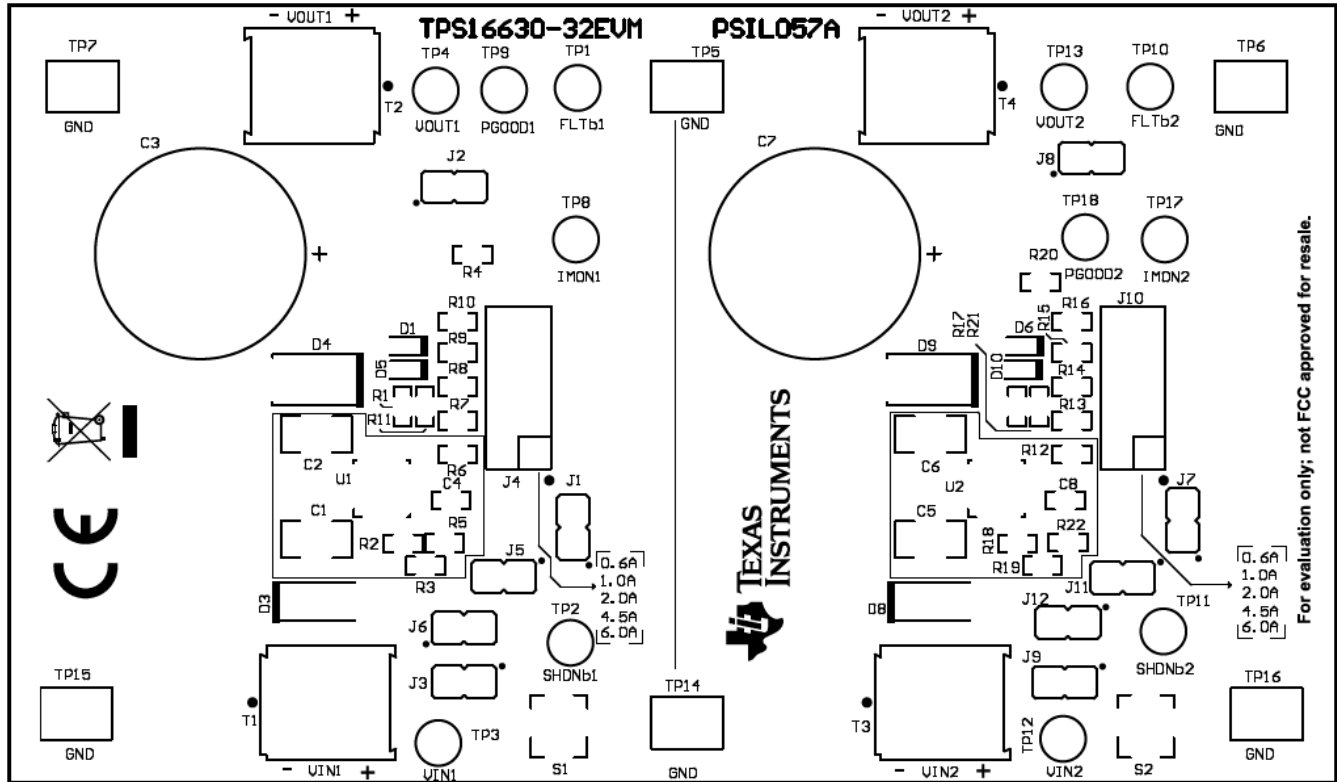 - VOUT1 +
TPS16630-32EVM
PSIL057A
- VOUT2 +
TP7
GND
T2
TP4
VOUT1
TP9
PGOOD1
TP1
FLTb1
TP5
GND
T4
TP13
VOUT2
TP10
FLTb2
TP6
GND
C3
+
J2
TP8
IMON1
R4
C7
+
J8
TP18
PGOOD2
TP17
IMON2
R20
D4
D1
D5
R10
R9
R8
R7
R1
R11
R6
J4
C2
U1
C4
C1
R2
R5
R3
J1
J5
0.6A
1.0A
2.0A
4.5A
6.0A
D3
J6
TP2
SHDNb1
J3
TP15
GND
T1
- VIN1 +
TP3
VIN1
S1
TP14
GND
TEXAS
INSTRUMENTS
D9
R17
R21
D6
D10
R15
R16
R14
R13
R12
J10
C6
U2
C8
C5
R18
R22
R19
J7
J11
0.6A
1.0A
2.0A
4.5A
6.0A
D8
J12
TP11
SHDNb2
J9
T3
- VIN2 +
TP12
VIN2
S2
TP16
GND
For evaluation only; not FCC approved for resale.
CE